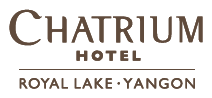 CHATRIUM
HOTEL
ROYAL LAKE · YANGON